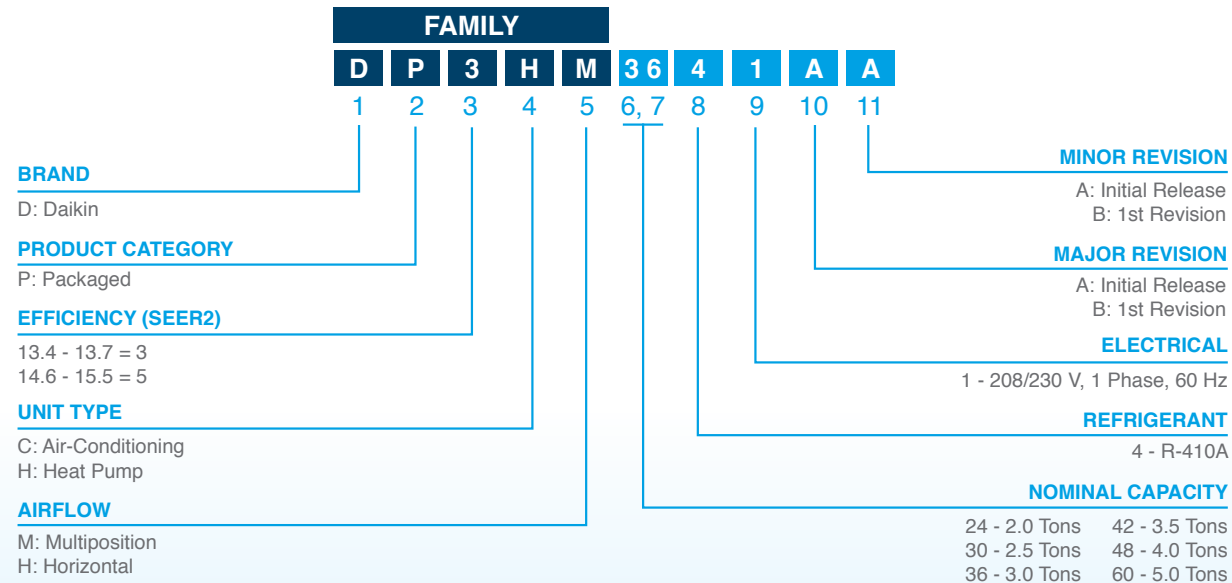 FAMILY
D P 3 H M 3 6 4 1 A A
1 2 3 4 5 6, 7 8 9 10 11
BRAND
D: Daikin
PRODUCT CATEGORY
P: Packaged
EFFICIENCY (SEER2)
13.4 - 13.7 = 3
14.6 - 15.5 = 5
UNIT TYPE
C: Air-Conditioning
H: Heat Pump
AIRFLOW
M: Multiposition
H: Horizontal
MINOR REVISION
A: Initial Release
B: 1st Revision
MAJOR REVISION
A: Initial Release
B: 1st Revision
ELECTRICAL
1 - 208/230 V, 1 Phase, 60 Hz
REFRIGERANT
4 - R-410A
NOMINAL CAPACITY
24 - 2.0 Tons 42 - 3.5 Tons
30 - 2.5 Tons 48 - 4.0 Tons
36 - 3.0 Tons 60 - 5.0 Tons